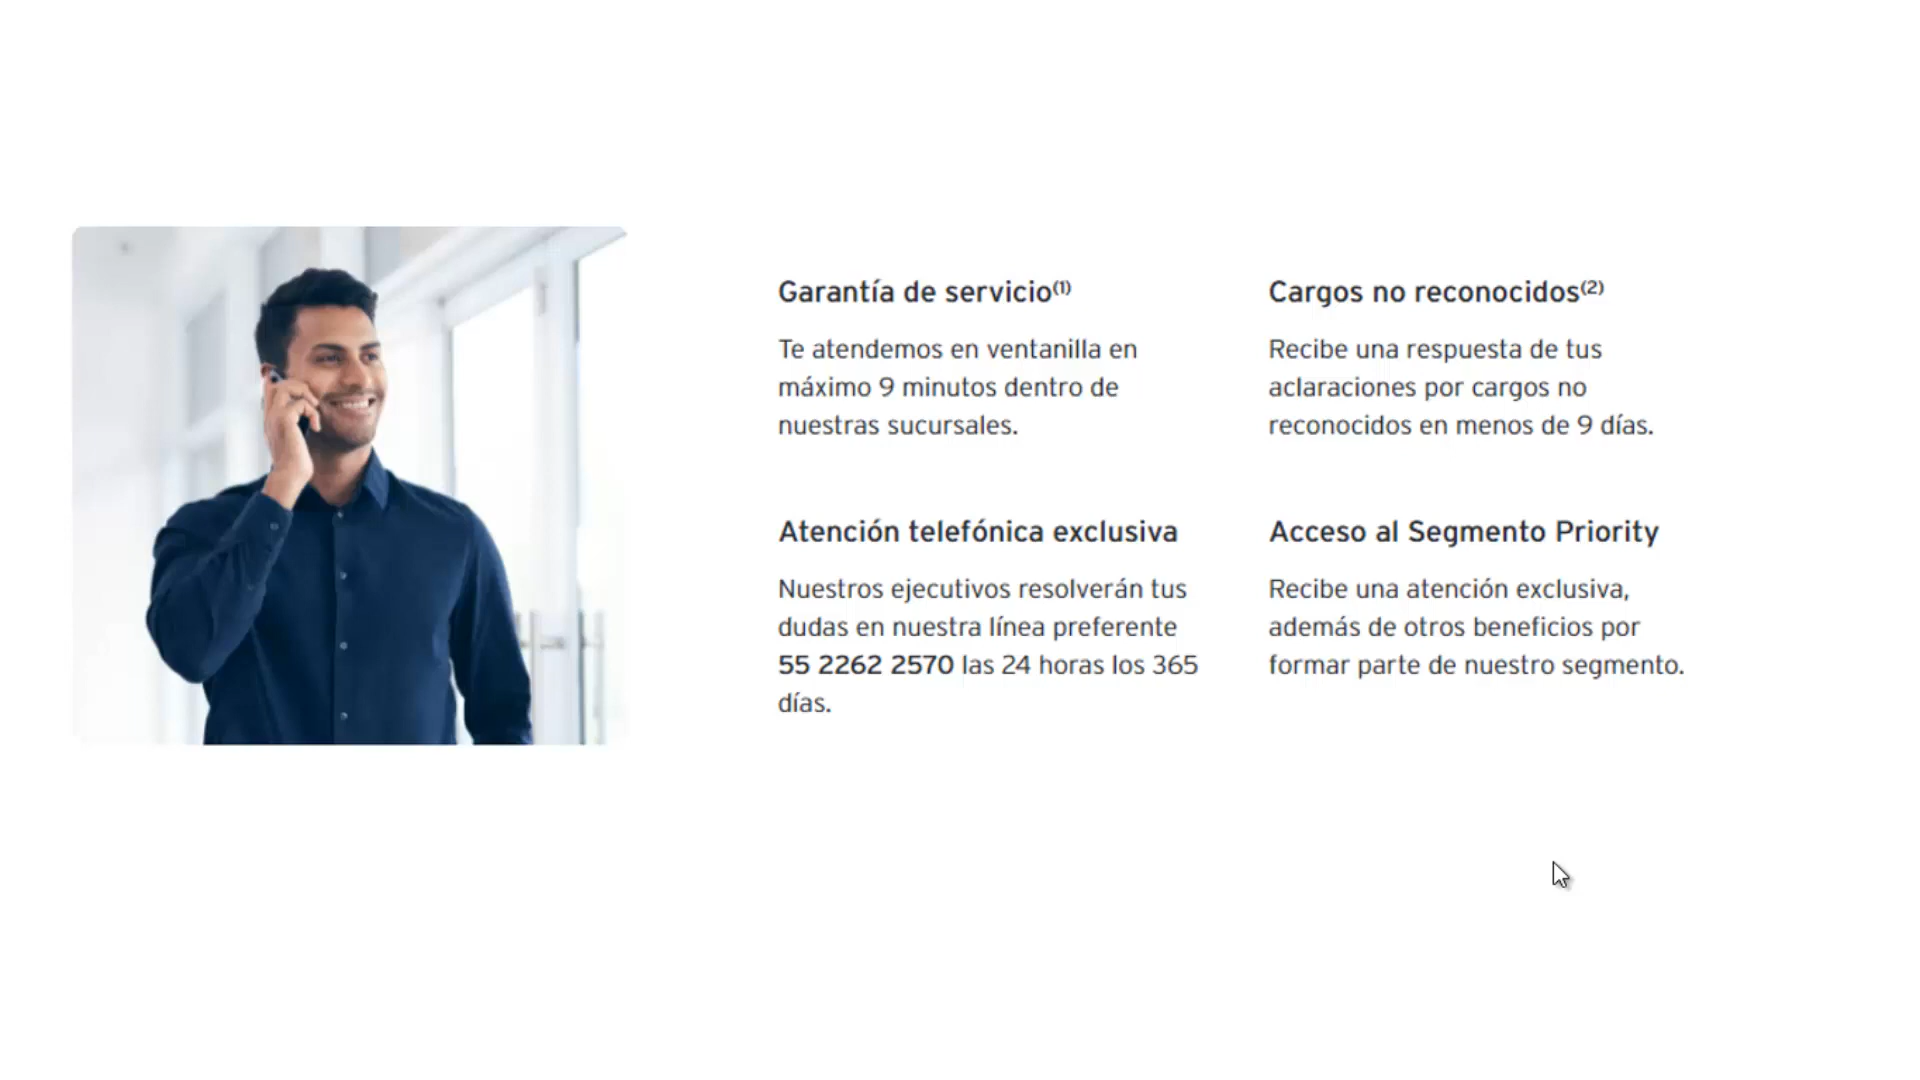 Garantía de servicio(1)
Te atendemos en ventanilla en
máximo 9 minutos dentro de
nuestras sucursales.
Cargos no reconocidos(2)
Recibe una respuesta de tus
aclaraciones por cargos no
reconocidos en menos de 9 días.
Atención telefónica exclusiva
Nuestros ejecutivos resolverán tus
dudas en nuestra línea preferente
55 2262 2570 las 24 horas los 365
días.
Acceso al Segmento Priority
Recibe una atención exclusiva,
además de otros beneficios por
formar parte de nuestro segmento.